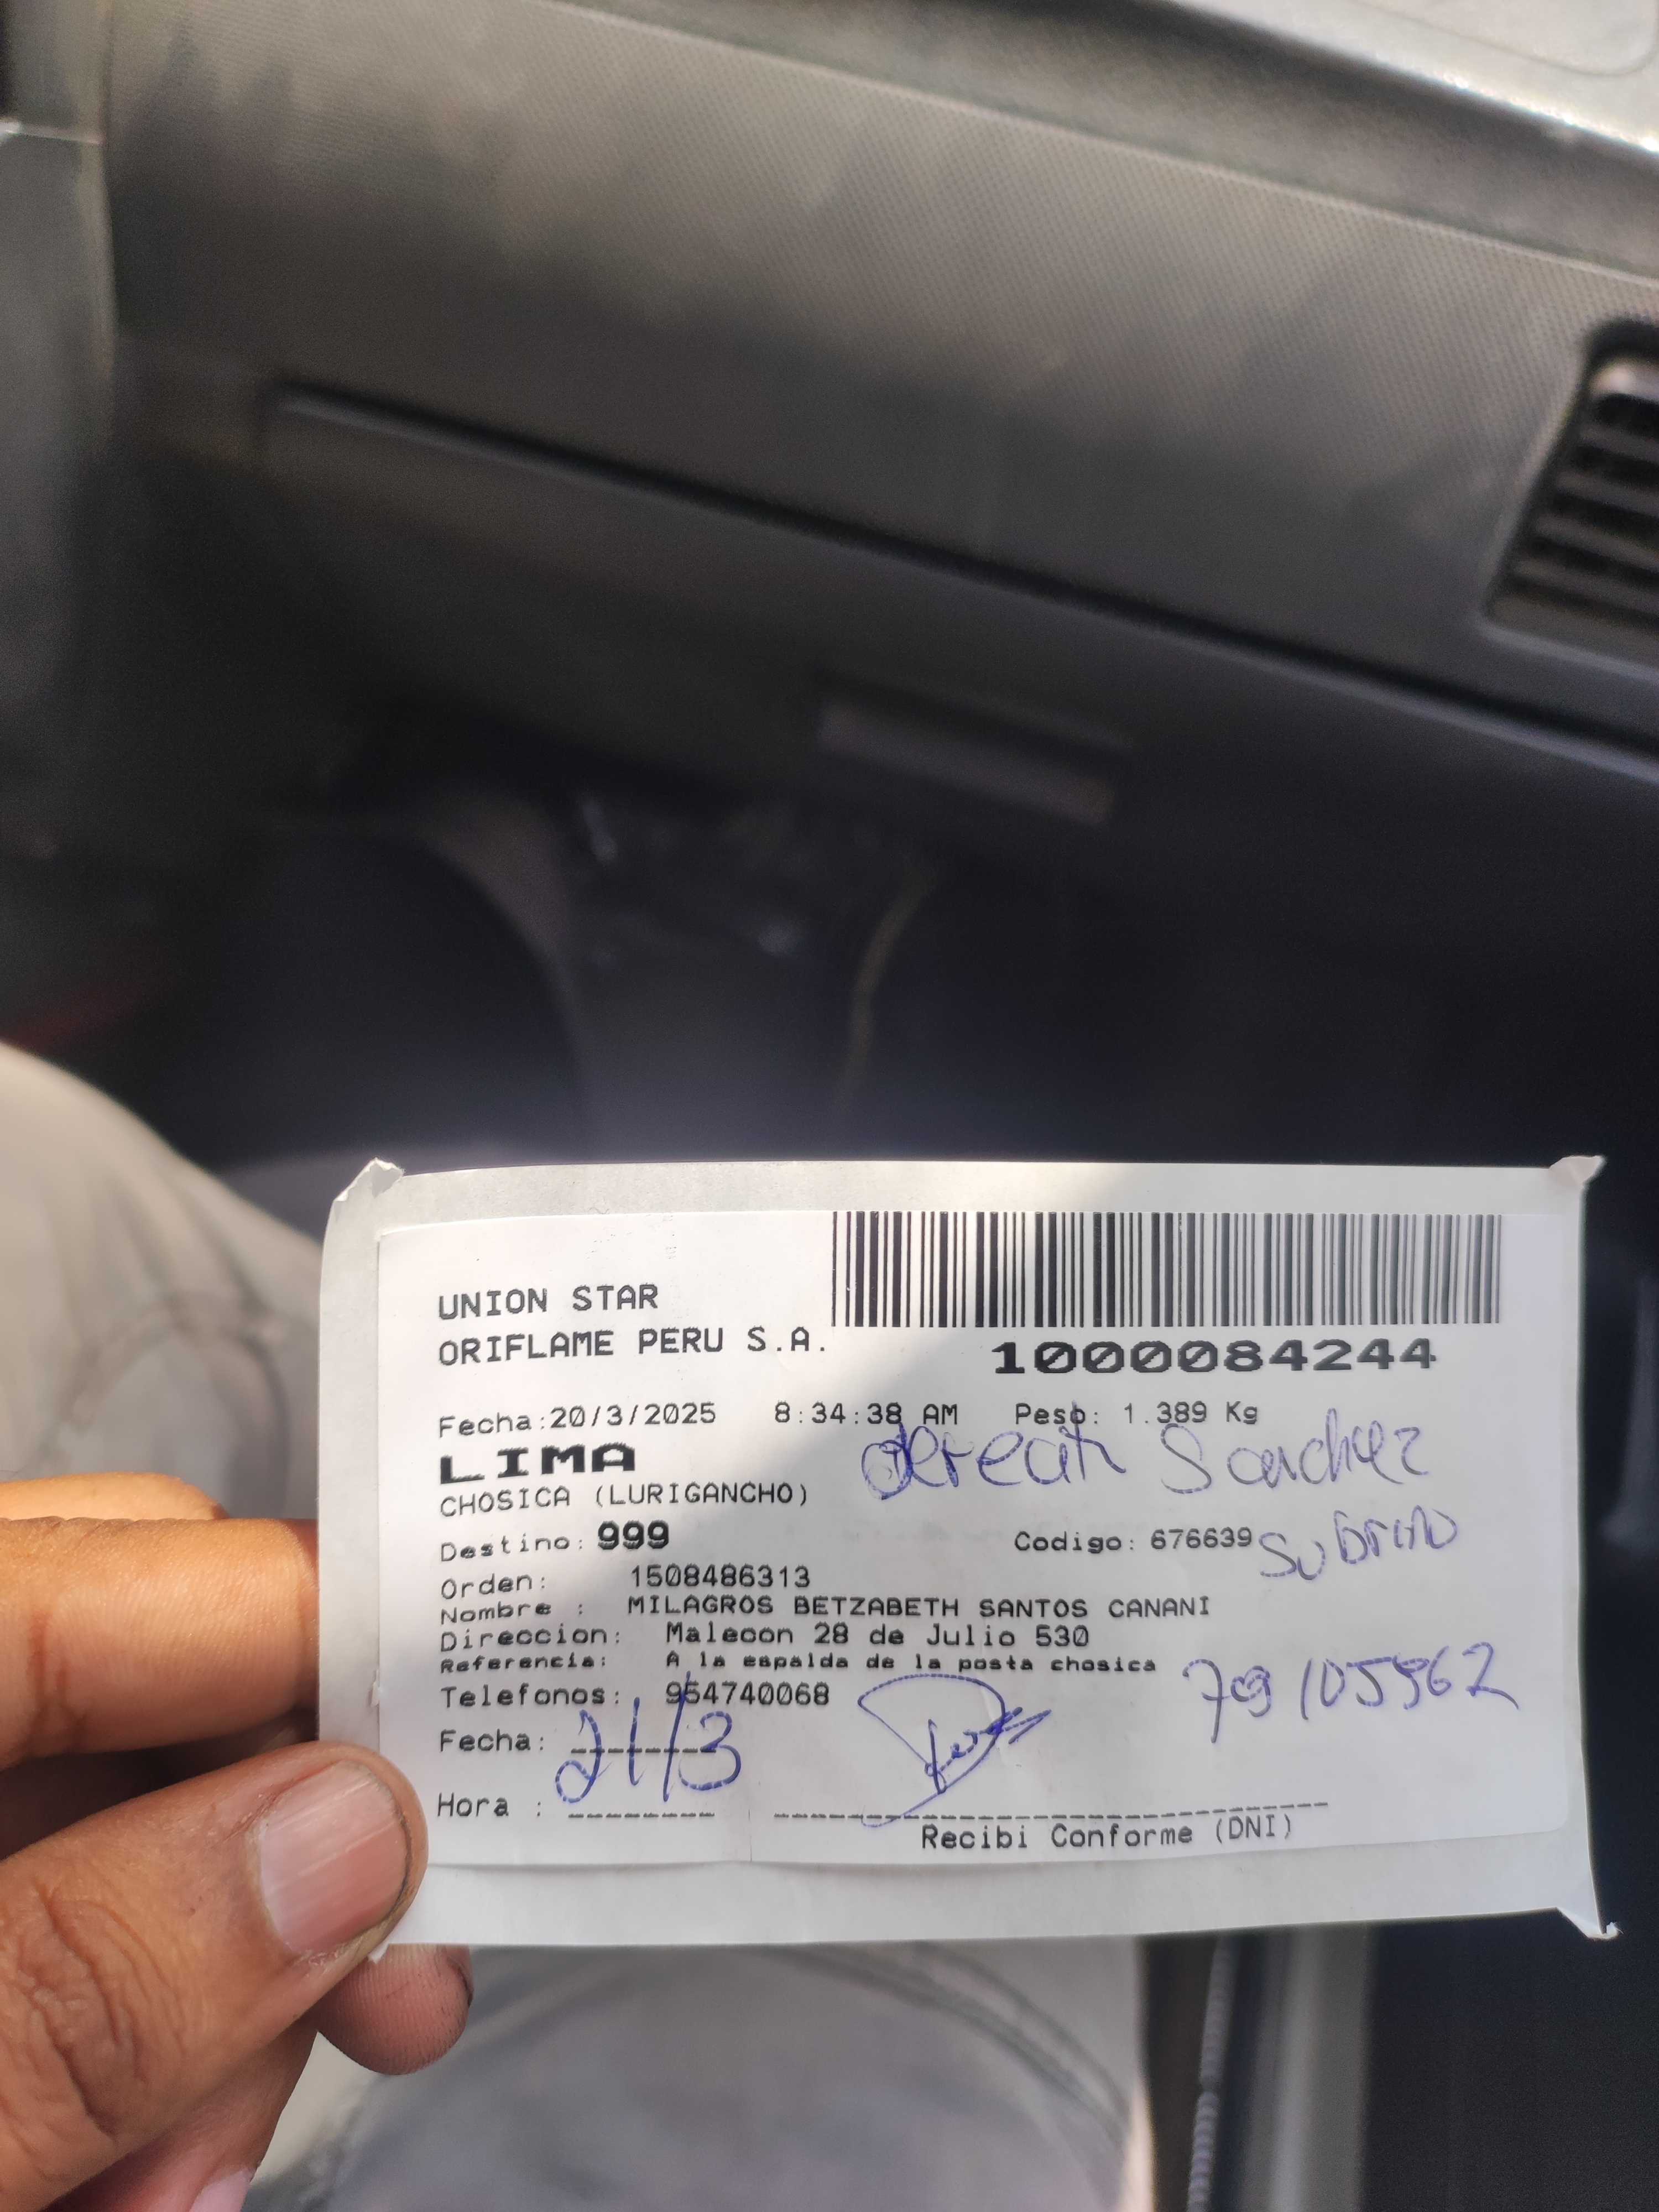 UNION STAR
ORIFLAME PERU S.A.
1000084244
Fecha:20/3/2025 8:34:38 AM Peso: 1.389 Kg
LIMA
Sanchez
CHOSICA (LURIGANCHO)
Destino: 999 Codigo: 676639
Sobrino
Orden: 1508486313
Nombre : MILAGROS BETZABETH SANTOS CANANI
Direccion: Malecon 28 de Julio 530
Referencia: A la espalda de la posta chosica
Telefonos: 954740068
Fecha: 21/3
Hora :
Recibi Conforme (DNI)